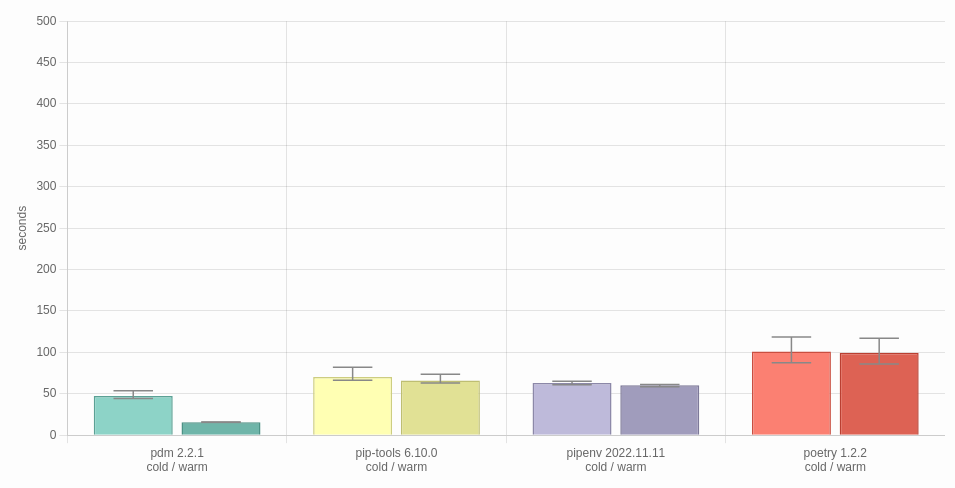 500
450
400
350
300
250
200
150
100
50
0
seconds
pdm 2.2.1
cold / warm
pip-tools 6.10.0
cold / warm
pipenv 2022.11.11
cold / warm
poetry 1.2.2
cold / warm